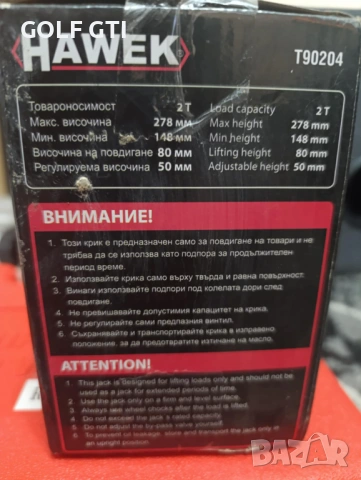 GOLF GTI
HAWEK
T90204
Товароносимост 2 Т
Макс. височина 278 мм
Мин. височина 148 мм
Височина на повдигане 80 мм
Регулируема височина 50 мм
Load capacity 2 T
Max height 278 mm
Min height 148 mm
Lifting height 80 mm
Adjustable height 50 mm
ВНИМАНИЕ!
1. Този крик е предназначен само за повдигане на товари и не
трябва да се използва като подпора за продължителен
период време.
2. Използвайте крика само върху твърда и равна повърхност.
3. Винаги използвайте подпори под колелата дори след
повдигане.
4. Не превишавайте допустимия капацитет на крика.
5. Не регулирайте сами предпазния винтил.
6. Съхранявайте и транспортирайте крика в изправено
положение, за да предотвратите изтичане на масло.
ATTENTION!
1. This jack is designed for lifting loads only and should not be
used as a jack for extended periods of time.
2. Use the jack only on a firm and level surface.
3. Always use wheel chocks after the load is lifted.
4. Do not exceed the jack's rated capacity.
5. Do not adjust the by-pass valve yourself.
6. To prevent oil leakage, store and transport the jack only in
an upright position.
BAZAR
bg